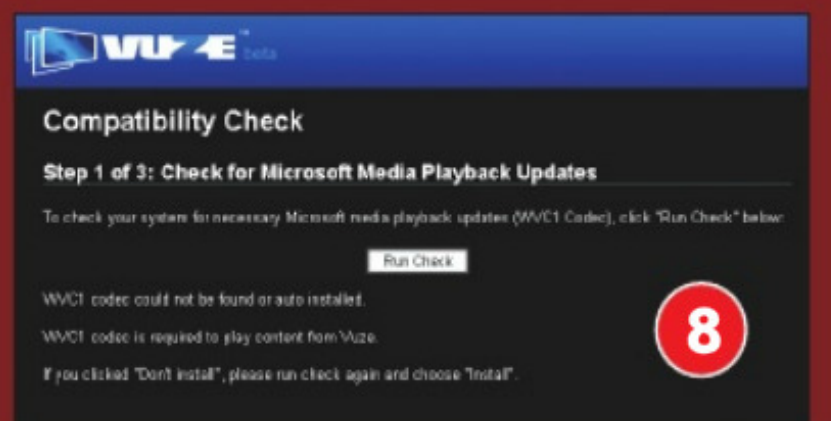 VUZE™ beta
Compatibility Check
Step 1 of 3: Check for Microsoft Media Playback Updates
To check your system for necessary Microsoft media playback updates (WVC1 Codec), click "Run Check" below:
Run Check
WVC1 codec could not be found or auto installed.
WVC1 codec is required to play content from Vuze.
If you clicked "Don't install", please run check again and choose "Install".
8